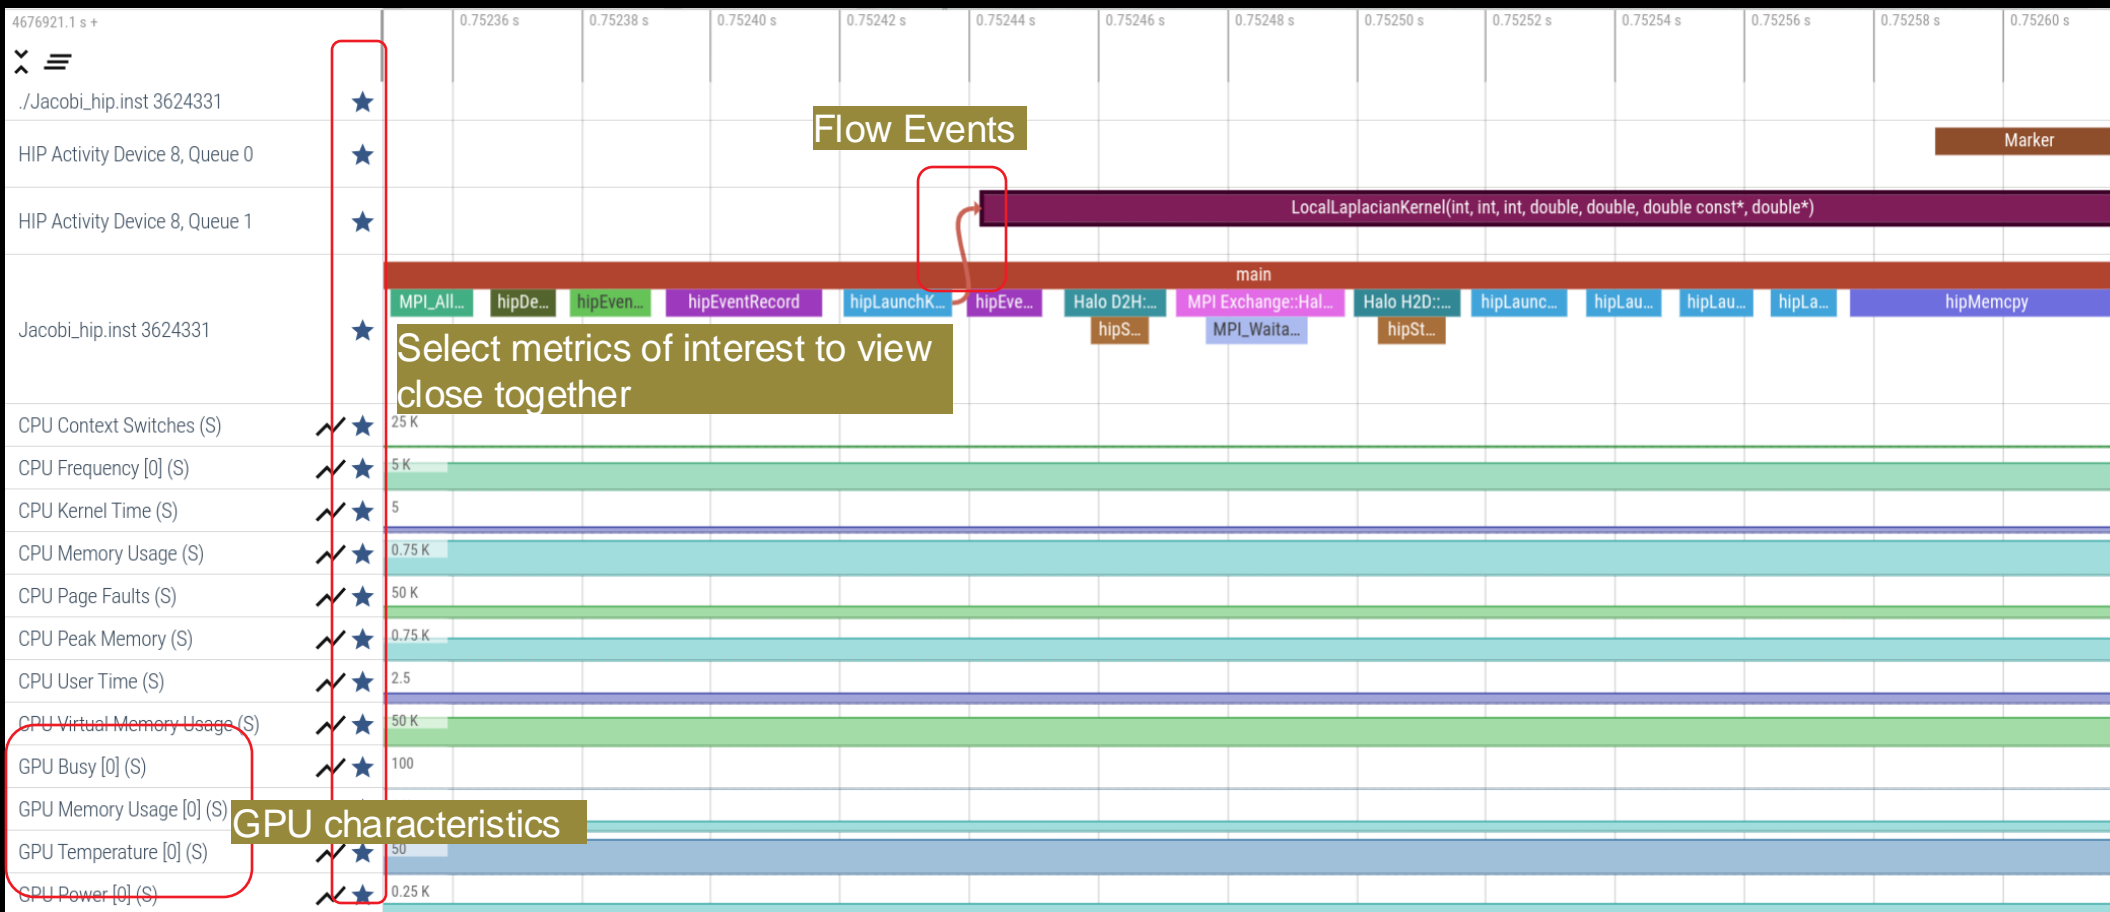 4676921.1 s +
0.75236 s
0.75238 s
0.75240 s
0.75242 s
0.75244 s
0.75246 s
0.75248 s
0.75250 s
0.75252 s
0.75254 s
0.75256 s
0.75258 s
0.75260 s
./Jacobi_hip.inst 3624331
Flow Events
HIP Activity Device 8, Queue 0
Marker
HIP Activity Device 8, Queue 1
LocalLaplacianKernel(int, int, int, double, double, double const*, double*)
main
MPI_All...
hipDe...
hipEven...
hipEventRecord
hipLaunchK...
hipEve...
Halo D2H:...
MPI Exchange::Hal...
Halo H2D::...
hipLaunc...
hipLau...
hipLau...
hipLa...
hipMemcpy
hipS...
MPI_Waita...
hipSt...
Jacobi_hip.inst 3624331
Select metrics of interest to view
close together
CPU Context Switches (S)
25 K
CPU Frequency [0] (S)
5 K
CPU Kernel Time (S)
5
CPU Memory Usage (S)
0.75 K
CPU Page Faults (S)
50 K
CPU Peak Memory (S)
0.75 K
CPU User Time (S)
2.5
CPU Virtual Memory Usage (S)
50 K
GPU Busy [0] (S)
100
GPU Memory Usage [0] (S)
GPU characteristics
GPU Temperature [0] (S)
50
GPU Power [0] (S)
0.25 K